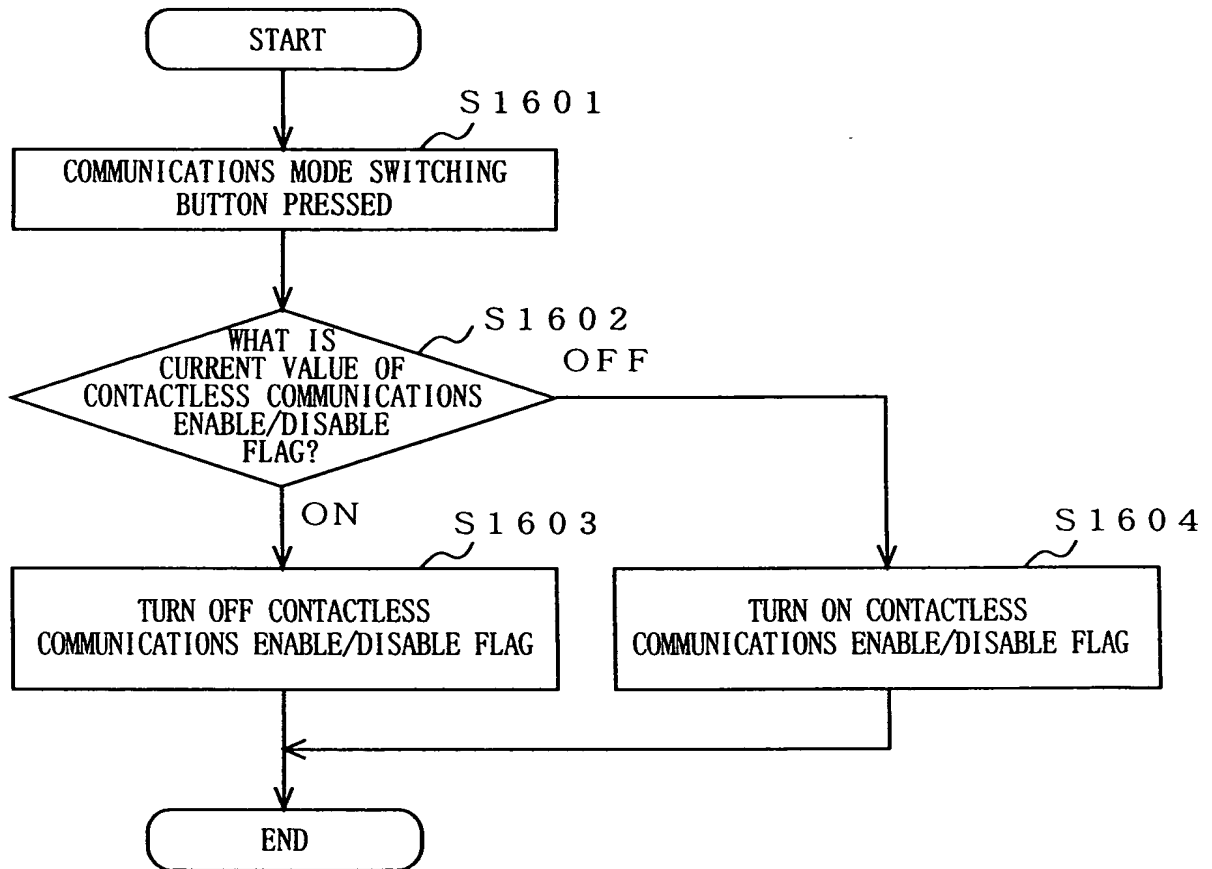 START
S1601
COMMUNICATIONS MODE SWITCHING
BUTTON PRESSED
S1602
WHAT IS
CURRENT VALUE OF
CONTACTLESS COMMUNICATIONS
ENABLE/DISABLE
FLAG?
OFF
ON
S1603
TURN OFF CONTACTLESS
COMMUNICATIONS ENABLE/DISABLE FLAG
S1604
TURN ON CONTACTLESS
COMMUNICATIONS ENABLE/DISABLE FLAG
END